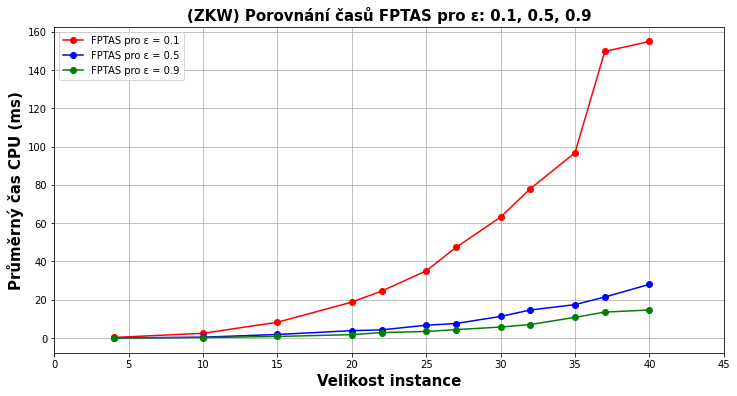 (ZKW) Porovnání časů FPTAS pro ε: 0.1, 0.5, 0.9
FPTAS pro ε = 0.1
FPTAS pro ε = 0.5
FPTAS pro ε = 0.9
Průměrný čas CPU (ms)
160
140
120
100
80
60
40
20
0
0 5 10 15 20 25 30 35 40 45
Velikost instance